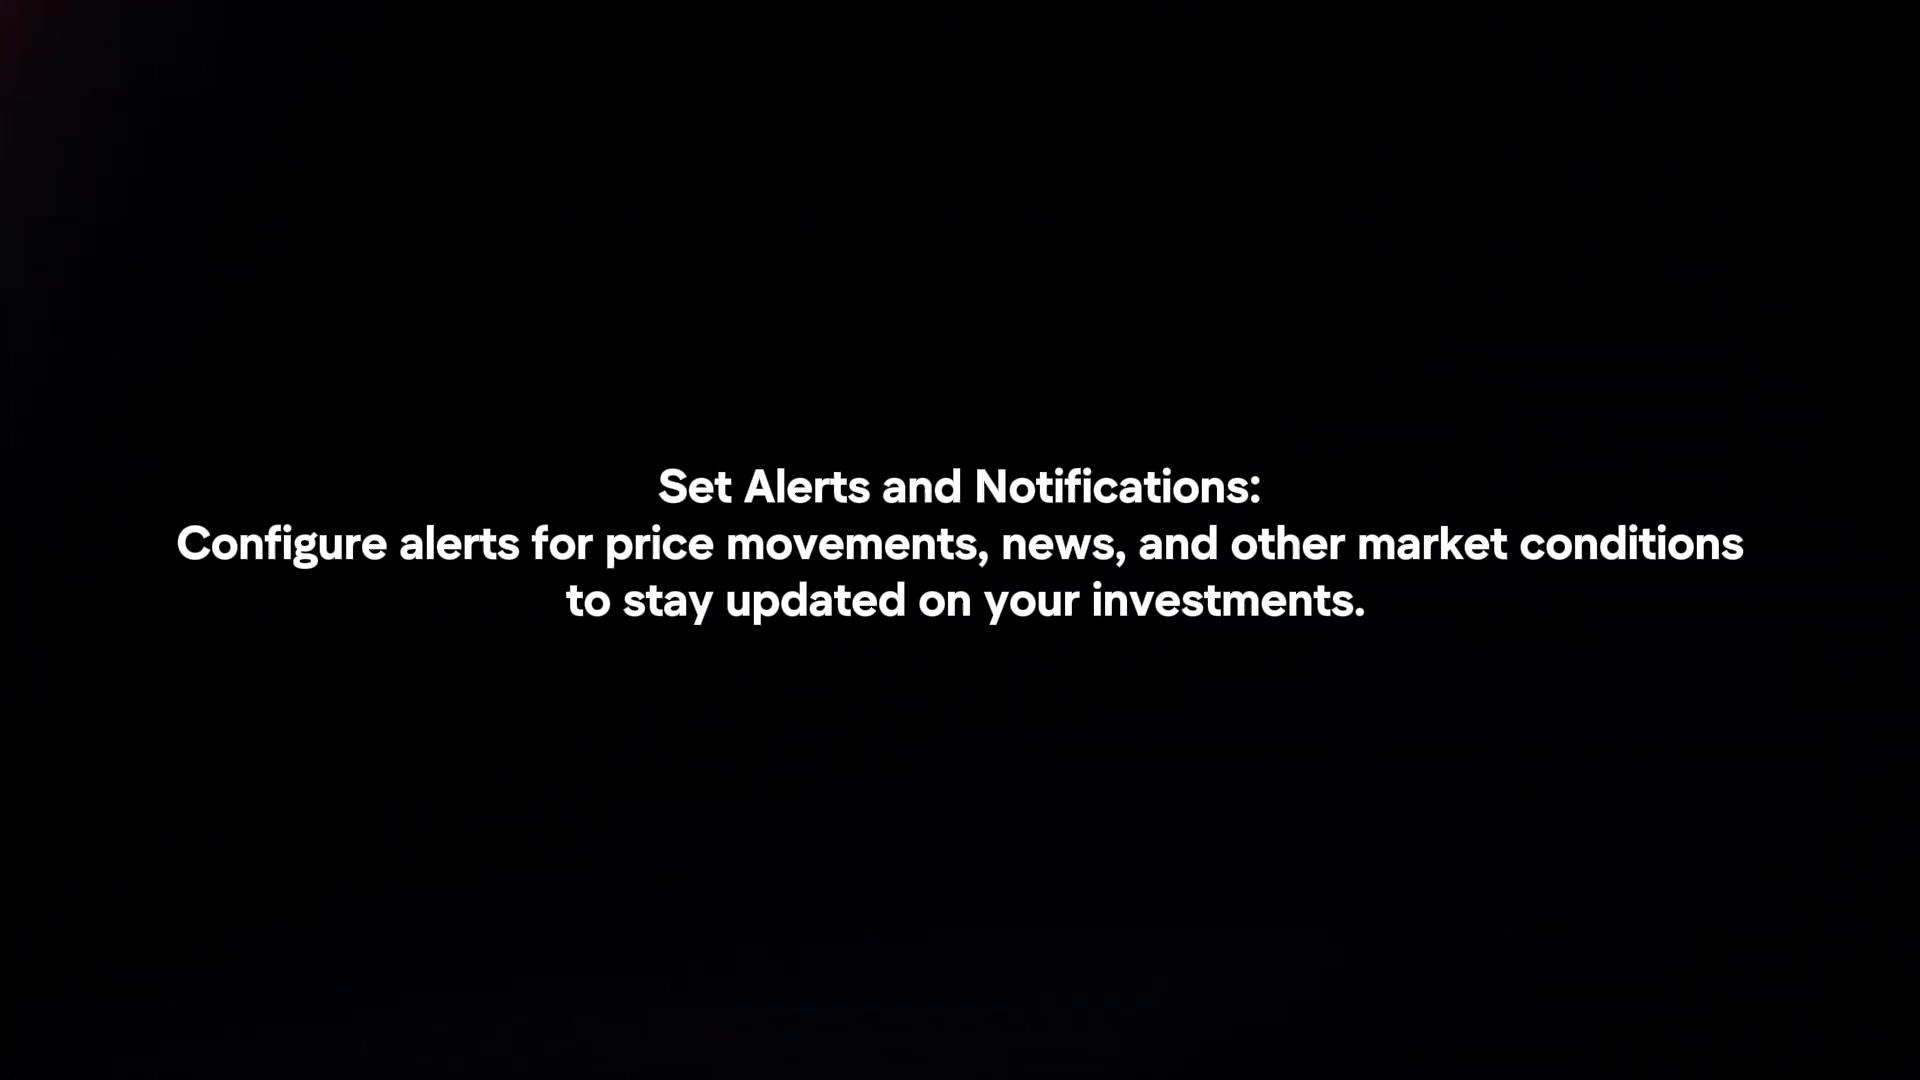 Set Alerts and Notifications:
Configure alerts for price movements, news, and other market conditions
to stay updated on your investments.